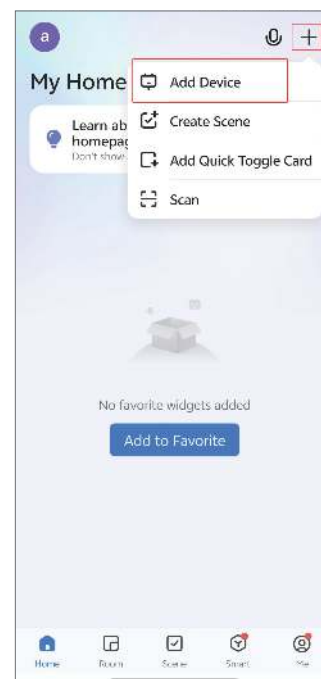 a
My Home
Add Device
Learn ab
homepag
Don't show
Create Scene
Add Quick Toggle Card
Scan
No favorite widgets added
Add to Favorite
Home
Room
Scene
Smart
Me